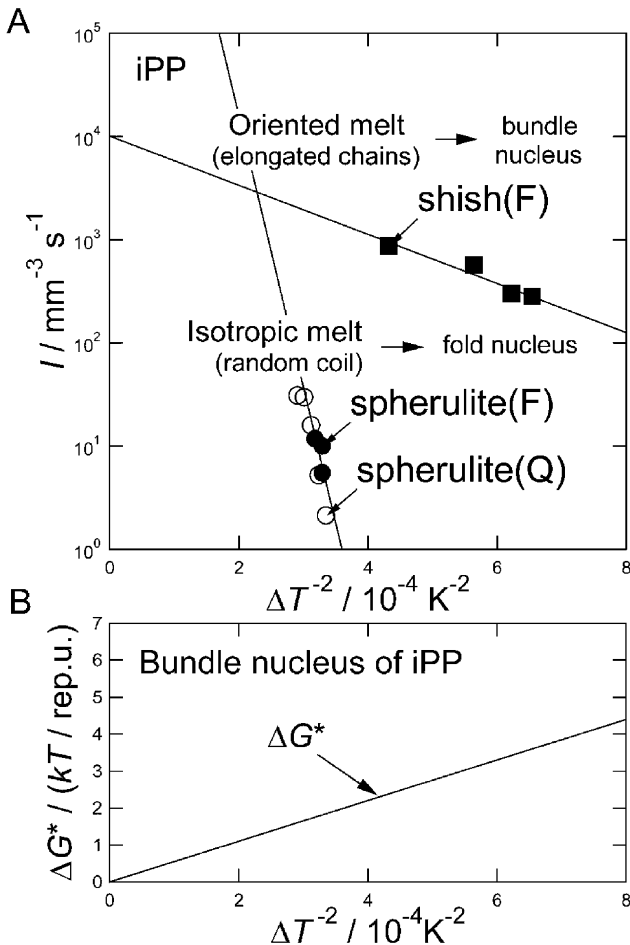 A
iPP
10^5
10^4
10^3
10^2
10^1
10^0
I / mm^-3 s^-1
Oriented melt
(elongated chains)
bundle
nucleus
shish(F)
Isotropic melt
(random coil)
fold nucleus
spherulite(F)
spherulite(Q)
0 2 4 6 8
ΔT^-2 / 10^-4 K^-2
B
Bundle nucleus of iPP
7
6
5
4
3
2
1
0
ΔG* / (kT / rep.u.)
ΔG*
0 2 4 6 8
ΔT^-2 / 10^-4K^-2